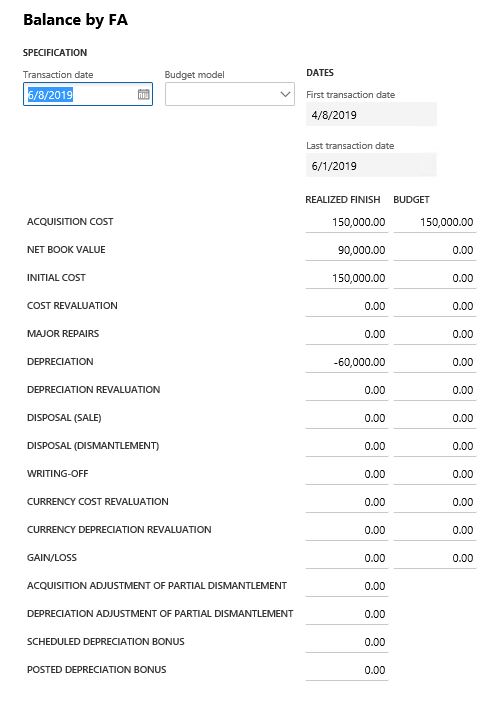 Balance by FA
SPECIFICATION
Transaction date Budget model
6/8/2019
DATES
First transaction date
4/8/2019
Last transaction date
6/1/2019
REALIZED FINISH BUDGET
ACQUISITION COST 150,000.00 150,000.00
NET BOOK VALUE 90,000.00 0.00
INITIAL COST 150,000.00 0.00
COST REVALUATION 0.00 0.00
MAJOR REPAIRS 0.00 0.00
DEPRECIATION -60,000.00 0.00
DEPRECIATION REVALUATION 0.00 0.00
DISPOSAL (SALE) 0.00 0.00
DISPOSAL (DISMANTLEMENT) 0.00 0.00
WRITING-OFF 0.00 0.00
CURRENCY COST REVALUATION 0.00 0.00
CURRENCY DEPRECIATION REVALUATION 0.00 0.00
GAIN/LOSS 0.00 0.00
ACQUISITION ADJUSTMENT OF PARTIAL DISMANTLEMENT 0.00
DEPRECIATION ADJUSTMENT OF PARTIAL DISMANTLEMENT 0.00
SCHEDULED DEPRECIATION BONUS 0.00
POSTED DEPRECIATION BONUS 0.00